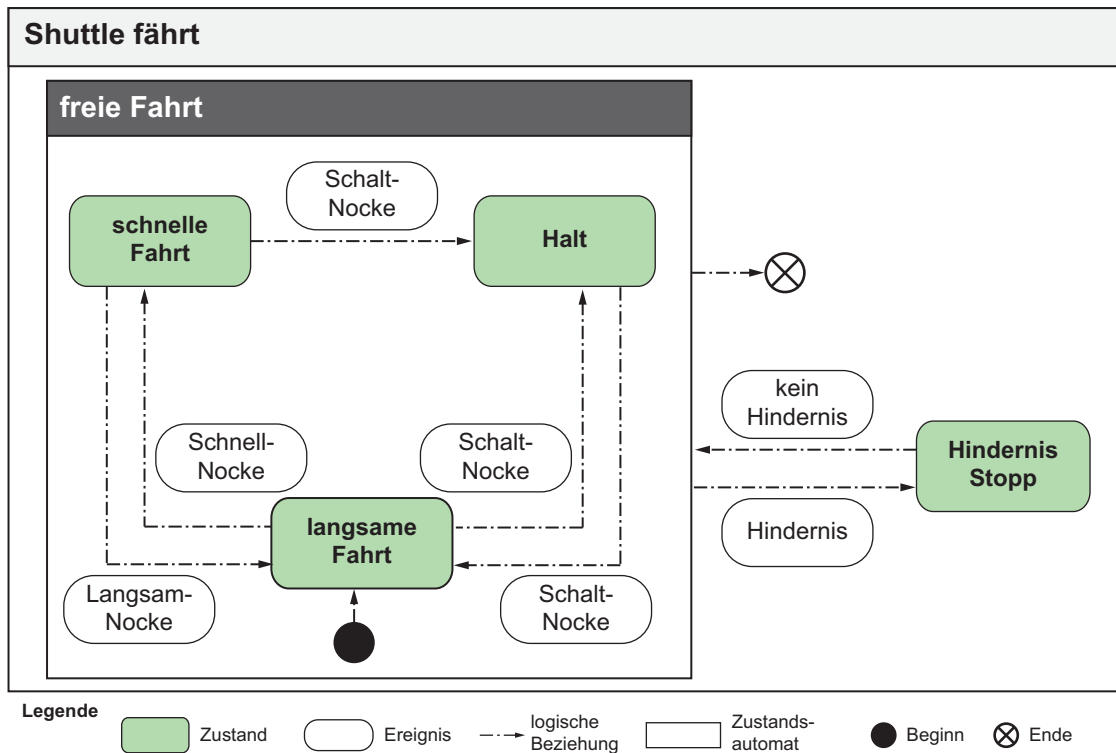 Shuttle fährt
freie Fahrt
Schalt-
Nocke
schnelle
Fahrt
Halt
kein
Hindernis
Schnell-
Nocke
Schalt-
Nocke
Hindernis
Stopp
langsame
Fahrt
Hindernis
Langsam-
Nocke
Schalt-
Nocke
Legende
Zustand
Ereignis
logische
Beziehung
Zustands-
automat
Beginn
Ende